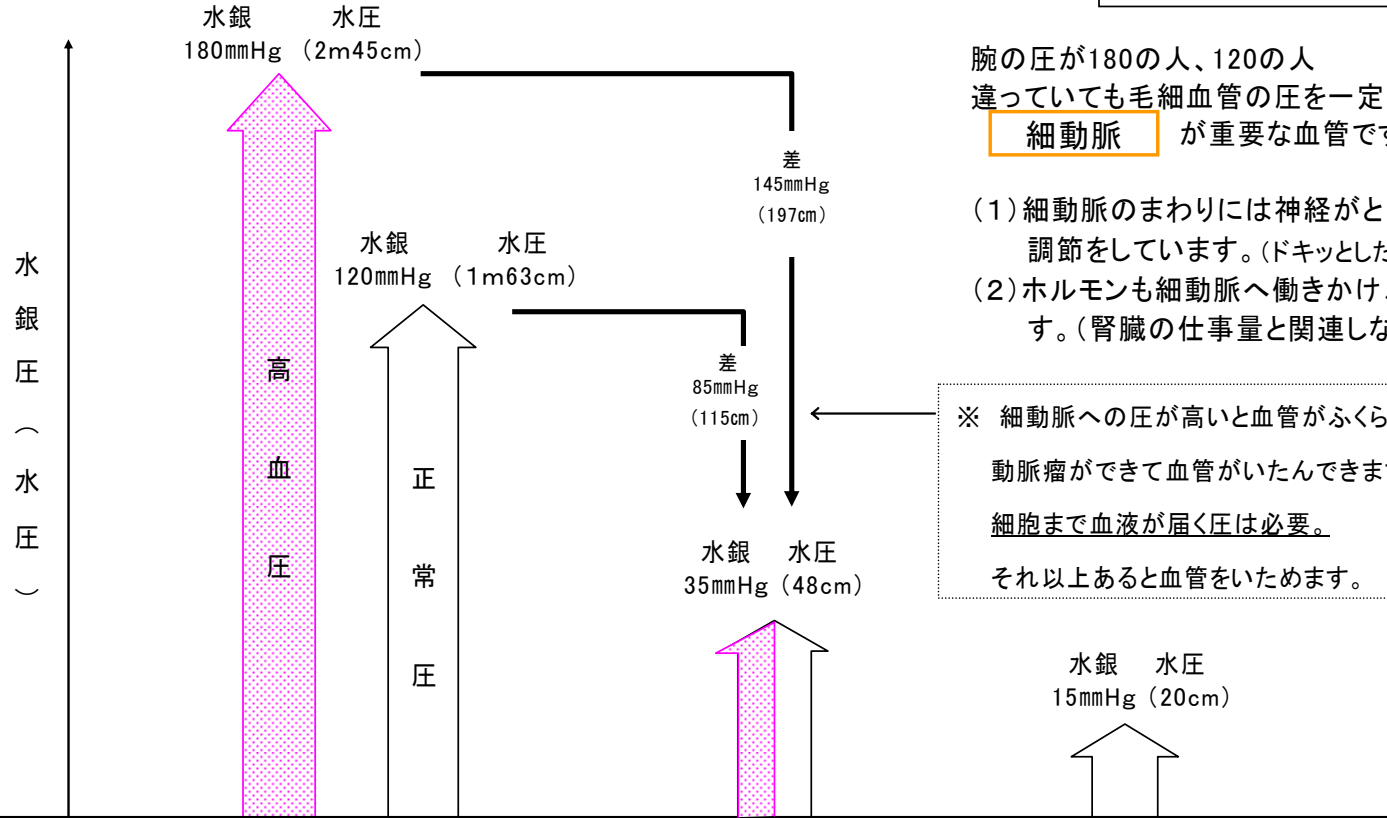 水銀 水圧
180mmHg (2m45cm)
腕の圧が180の人、120の人
違っていても毛細血管の圧を一定
細動脈 が重要な血管です
差
145mmHg
(197cm)
(1)細動脈のまわりには神経がと
調節をしています。(ドキッとした
(2)ホルモンも細動脈へ働きかけ、
す。(腎臓の仕事量と関連しな
水銀 水圧
120mmHg (1m63cm)
差
85mmHg
(115cm)
水銀圧(水圧)
高血圧
正常圧
※ 細動脈への圧が高いと血管がふくら
動脈瘤ができて血管がいたんできま
細胞まで血液が届く圧は必要。
それ以上あると血管をいためます。
水銀 水圧
35mmHg (48cm)
水銀 水圧
15mmHg (20cm)